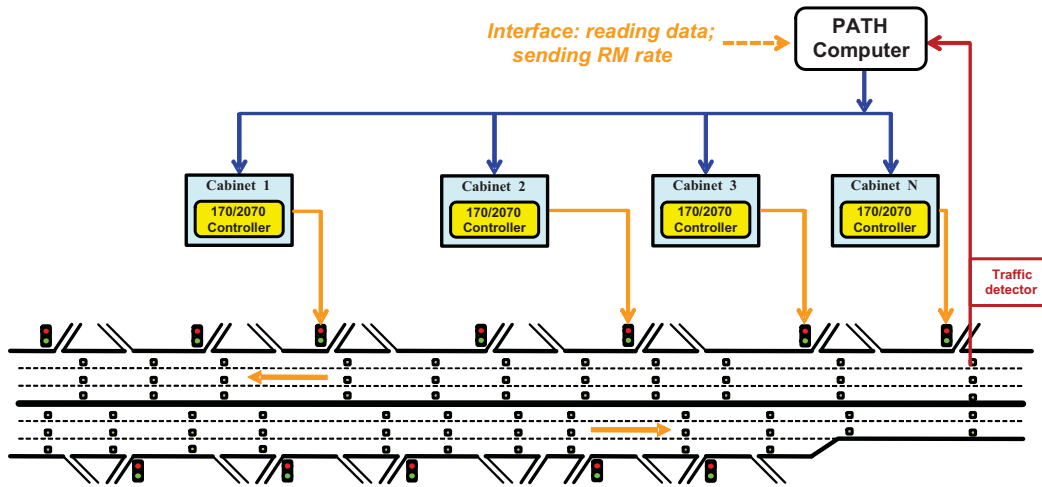 Interface: reading data;
sending RM rate
PATH
Computer
Cabinet 1
170/2070
Controller
Cabinet 2
170/2070
Controller
Cabinet 3
170/2070
Controller
Cabinet N
170/2070
Controller
Traffic
detector